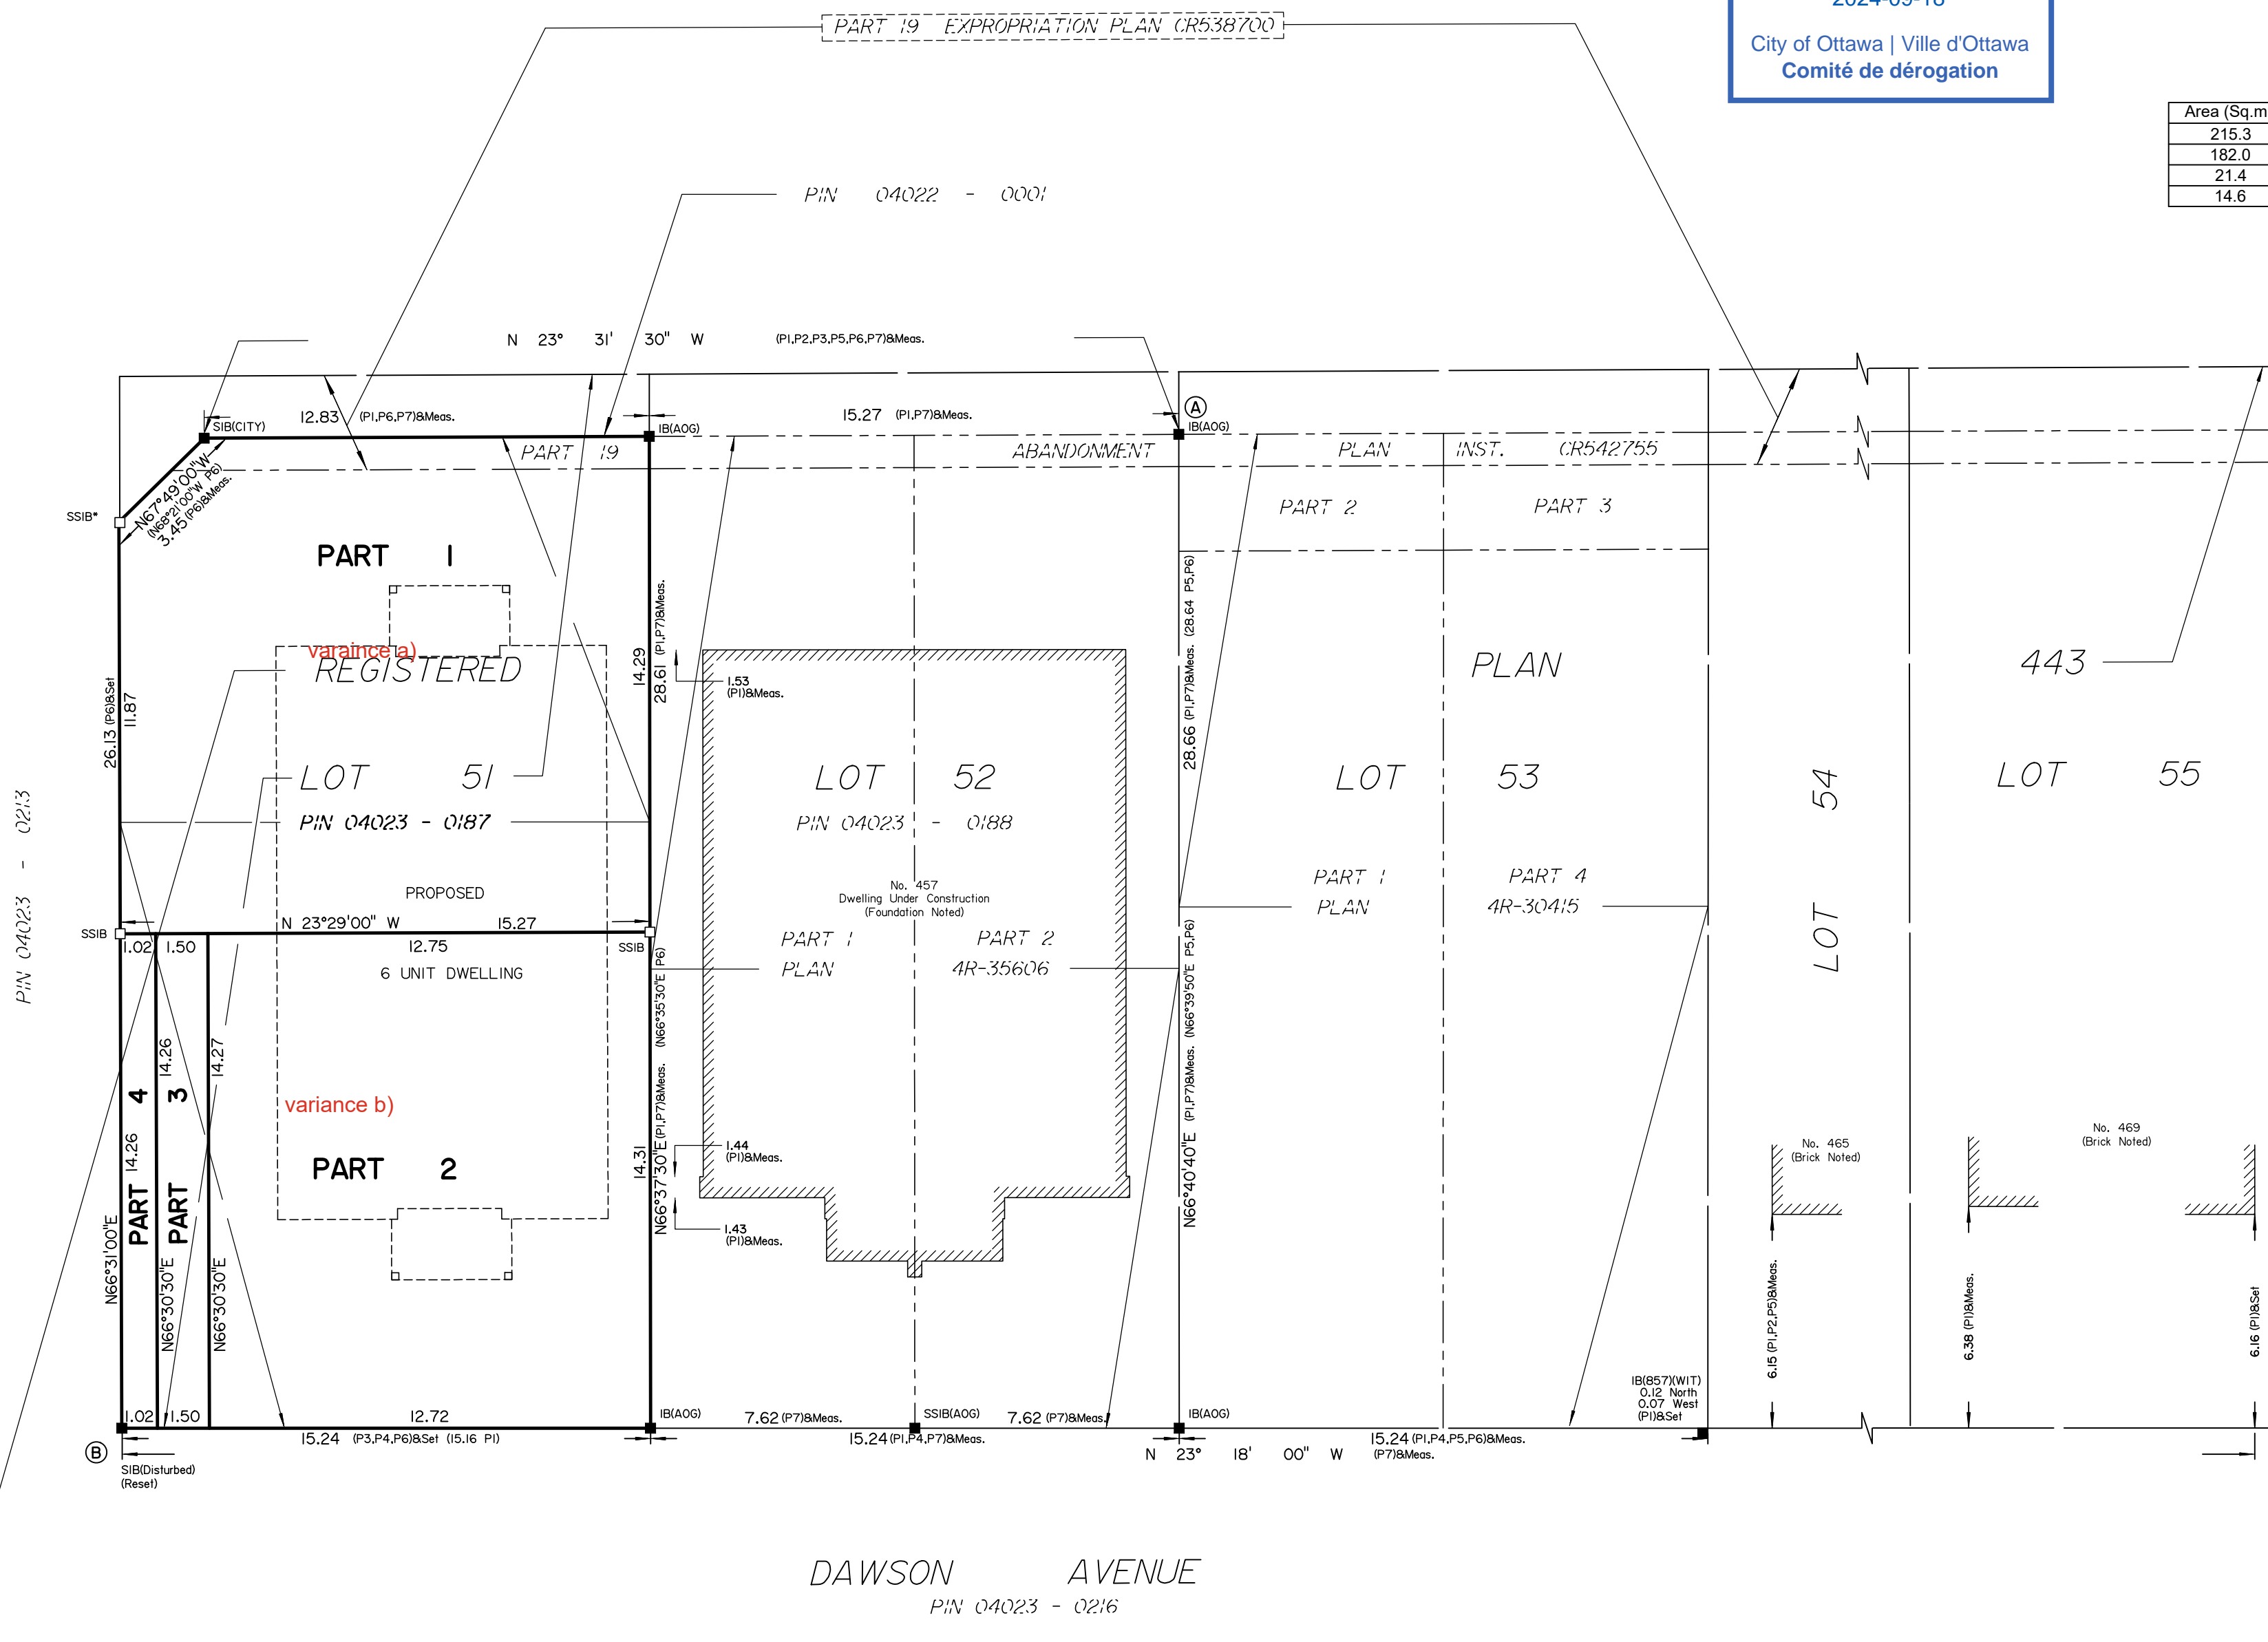 2024-09-18
City of Ottawa | Ville d'Ottawa
Comité de dérogation
PART 19 EXPROPRIATION PLAN CR538700
Area (Sq.m
215.3
182.0
21.4
14.6
PIN 04022 - 0001
N 23° 31' 30" W (P1,P2,P3,P5,P6,P7)&Meas.
12.83 (P1,P6,P7)&Meas.
15.27 (P1,P7)&Meas.
A
SIB(CITY)
IB(AOG)
IB(AOG)
PART 19 ABANDONMENT PLAN INST. CR542755
N67°49'00"W
(N68°21'00"W P6)
3.45 (P6)&Meas.
SSIB*
PART 2 PART 3
PART 1
varaince a)
REGISTERED PLAN 443
26.13 (P6)&Set
11.87
14.29
28.61 (P1,P7)&Meas.
1.53
(P1)&Meas.
28.66 (P1,P7)&Meas. (28.64 P5,P6)
LOT 51
LOT 52
LOT 53
LOT 54
LOT 55
PIN 04023 - 0187
PIN 04023 - 0188
PIN 04023 - 0213
No. 457
Dwelling Under Construction
(Foundation Noted)
PART 1 PART 4
PLAN 4R-30415
PROPOSED
N 23°29'00" W 15.27
SSIB
SSIB
1.02 1.50 12.75
6 UNIT DWELLING
PART 1 PART 2
PLAN 4R-35606
14.26
14.27
14.26
PART 4
PART 3
variance b)
PART 2
14.31
N66°37'30"E (P1,P7)&Meas. (N66°35'30"E P6)
1.44
(P1)&Meas.
1.43
(P1)&Meas.
N66°40'40"E (P1,P7)&Meas. (N66°39'50"E P5,P6)
N66°31'00"E
N66°30'30"E
N66°30'30"E
No. 465
(Brick Noted)
No. 469
(Brick Noted)
6.15 (P1,P2,P5)&Meas.
6.38 (P1)&Meas.
6.16 (P1)&Set
IB(857)(WIT)
0.12 North
0.07 West
(P1)&Set
1.02 1.50 12.72
IB(AOG)
7.62 (P7)&Meas.
SSIB(AOG)
7.62 (P7)&Meas.
IB(AOG)
15.24 (P3,P4,P6)&Set (15.16 P1)
15.24 (P1,P4,P7)&Meas.
15.24 (P1,P4,P5,P6)&Meas.
B
N 23° 18' 00" W (P7)&Meas.
SIB(Disturbed)
(Reset)
DAWSON AVENUE
PIN 04023 - 0216